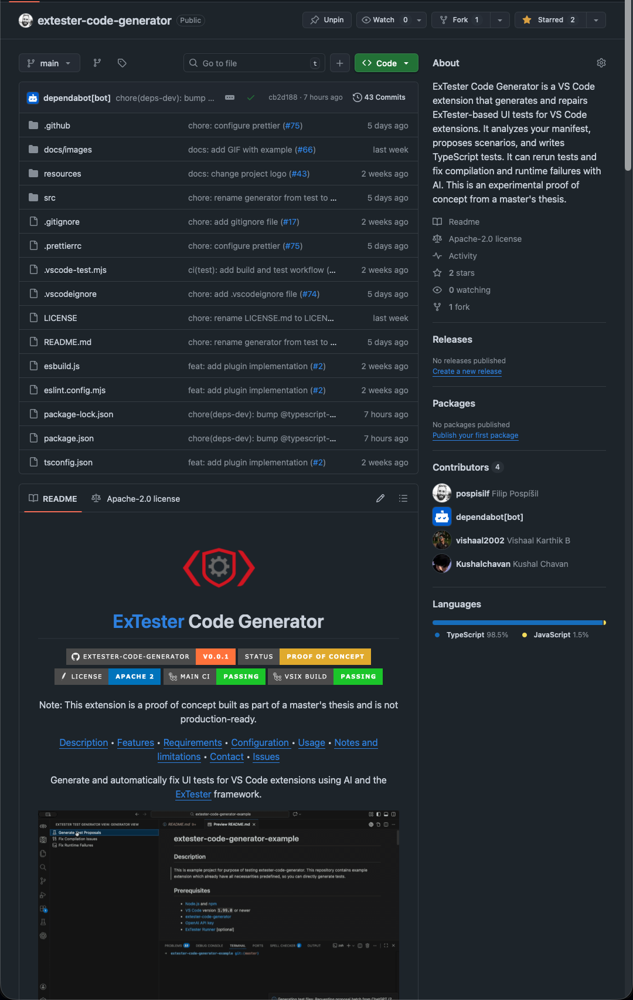 extester-code-generator Public
Unpin
Watch 0
Fork 1
Starred 2
main
Go to file t
Code
dependabot[bot] chore(deps-dev): bump ... cb2d188 · 7 hours ago 43 Commits
.github chore: configure prettier (#75) 5 days ago
docs/images docs: add GIF with example (#66) last week
resources docs: change project logo (#43) 2 weeks ago
src chore: rename generator from test to ... 5 days ago
.gitignore chore: add gitignore file (#17) 2 weeks ago
.prettierrc chore: configure prettier (#75) 5 days ago
.vscode-test.mjs ci(test): add build and test workflow (... 2 weeks ago
.vscodeignore chore: add .vscodeignore file (#74) 5 days ago
LICENSE chore: rename LICENSE.md to LICEN... last week
README.md chore: rename generator from test to ... 5 days ago
esbuild.js feat: add plugin implementation (#2) 2 weeks ago
eslint.config.mjs feat: add plugin implementation (#2) 2 weeks ago
package-lock.json chore(deps-dev): bump @typescript-... 7 hours ago
package.json chore(deps-dev): bump @typescript-... 7 hours ago
tsconfig.json feat: add plugin implementation (#2) 2 weeks ago
README
Apache-2.0 license
ExTester Code Generator
EXTESTER-CODE-GENERATOR V0.0.1 STATUS PROOF OF CONCEPT
LICENSE APACHE 2 MAIN CI PASSING VSIX BUILD PASSING
Note: This extension is a proof of concept built as part of a master's thesis and is not
production-ready.
Description • Features • Requirements • Configuration • Usage • Notes and
limitations • Contact • Issues
Generate and automatically fix UI tests for VS Code extensions using AI and the
ExTester framework.
extester-code-generator-example
EXTESTER TEST GENERATOR VIEW: GENERATOR VIEW
Generate Test Proposals
Fix Compilation Issues
Fix Runtime Failures
README.md 9+
Preview README.md
extester-code-generator-example
Description
This is example project for purpose of testing extester-code-generator. This repository contains example
extension which already have all necessarities predefined, so you can directly generate tests.
Prerequisites
• Node.js and npm
• VS Code version 1.99.0 or newer
• extester-code-generator
• OpenAI API key
• ExTester Runner [optional]
PROBLEMS DEBUG CONSOLE TERMINAL PORTS SPELL CHECKER 2 OUTPUT zsh
extester-code-generator-example git:(master)
Generating test files: Requesting proposal batch from ChatGPT (2
About
ExTester Code Generator is a VS Code
extension that generates and repairs
ExTester-based UI tests for VS Code
extensions. It analyzes your manifest,
proposes scenarios, and writes
TypeScript tests. It can rerun tests and
fix compilation and runtime failures with
AI. This is an experimental proof of
concept from a master's thesis.
Readme
Apache-2.0 license
Activity
2 stars
0 watching
1 fork
Releases
No releases published
Create a new release
Packages
No packages published
Publish your first package
Contributors 4
pospisilf Filip Pospíšil
dependabot[bot]
vishaal2002 Vishaal Karthik B
Kushalchavan Kushal Chavan
Languages
TypeScript 98.5% JavaScript 1.5%